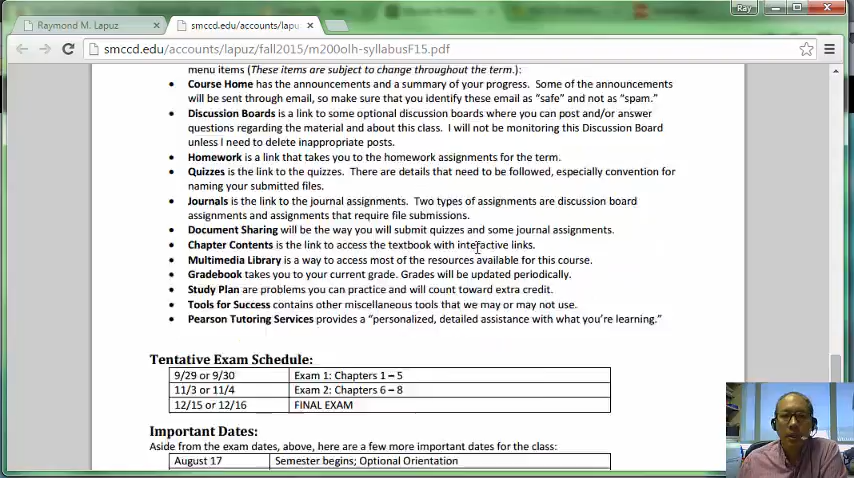 Ray
Raymond M. Lapuz
smccd.edu/accounts/lapu
smccd.edu/accounts/lapuz/fall2015/m200olh-syllabusF15.pdf
menu items (These items are subject to change throughout the term.):
• Course Home has the announcements and a summary of your progress. Some of the announcements
will be sent through email, so make sure that you identify these email as “safe” and not as “spam.”
• Discussion Boards is a link to some optional discussion boards where you can post and/or answer
questions regarding the material and about this class. I will not be monitoring this Discussion Board
unless I need to delete inappropriate posts.
• Homework is a link that takes you to the homework assignments for the term.
• Quizzes is the link to the quizzes. There are details that need to be followed, especially convention for
naming your submitted files.
• Journals is the link to the journal assignments. Two types of assignments are discussion board
assignments and assignments that require file submissions.
• Document Sharing will be the way you will submit quizzes and some journal assignments.
• Chapter Contents is the link to access the textbook with interactive links.
• Multimedia Library is a way to access most of the resources available for this course.
• Gradebook takes you to your current grade. Grades will be updated periodically.
• Study Plan are problems you can practice and will count toward extra credit.
• Tools for Success contains other miscellaneous tools that we may or may not use.
• Pearson Tutoring Services provides a “personalized, detailed assistance with what you’re learning.”
Tentative Exam Schedule:
9/29 or 9/30 Exam 1: Chapters 1 – 5
11/3 or 11/4 Exam 2: Chapters 6 – 8
12/15 or 12/16 FINAL EXAM
Important Dates:
Aside from the exam dates, above, here are a few more important dates for the class:
August 17 Semester begins; Optional Orientation